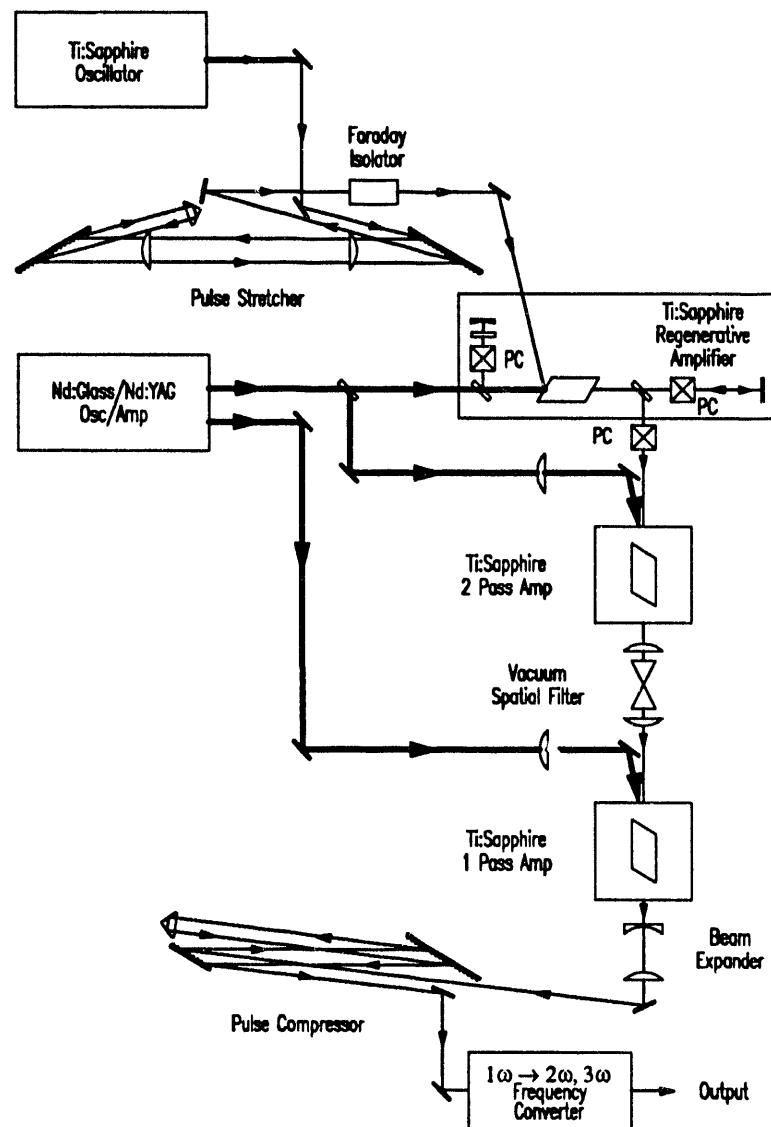 Ti:Sapphire
Oscillator
Faraday
Isolator
Pulse Stretcher
Ti:Sapphire
Regenerative
Amplifier
PC
PC
PC
Nd:Glass/Nd:YAG
Osc/Amp
Ti:Sapphire
2 Pass Amp
Vacuum
Spatial Filter
Ti:Sapphire
1 Pass Amp
Beam
Expander
Pulse Compressor
1ω → 2ω, 3ω
Frequency
Converter
Output